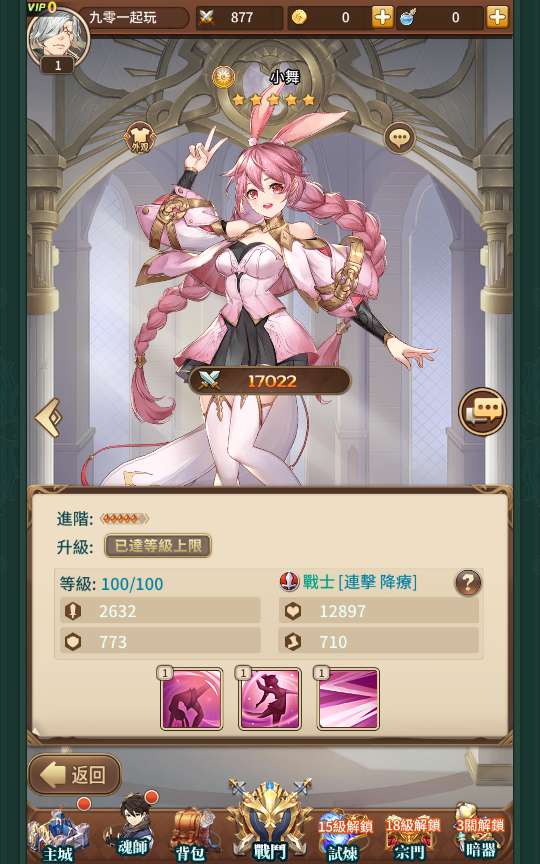 VIP0
九零一起玩
877
0
0
1
小舞
外观
17022
進階:
升級: 已達等級上限
等級: 100/100
戰士 [連擊 降療]
?
2632
12897
773
710
1
1
1
返回
15級解鎖
18級解鎖
3關解鎖
主城
魂師
背包
戰鬥
試煉
宗門
暗器